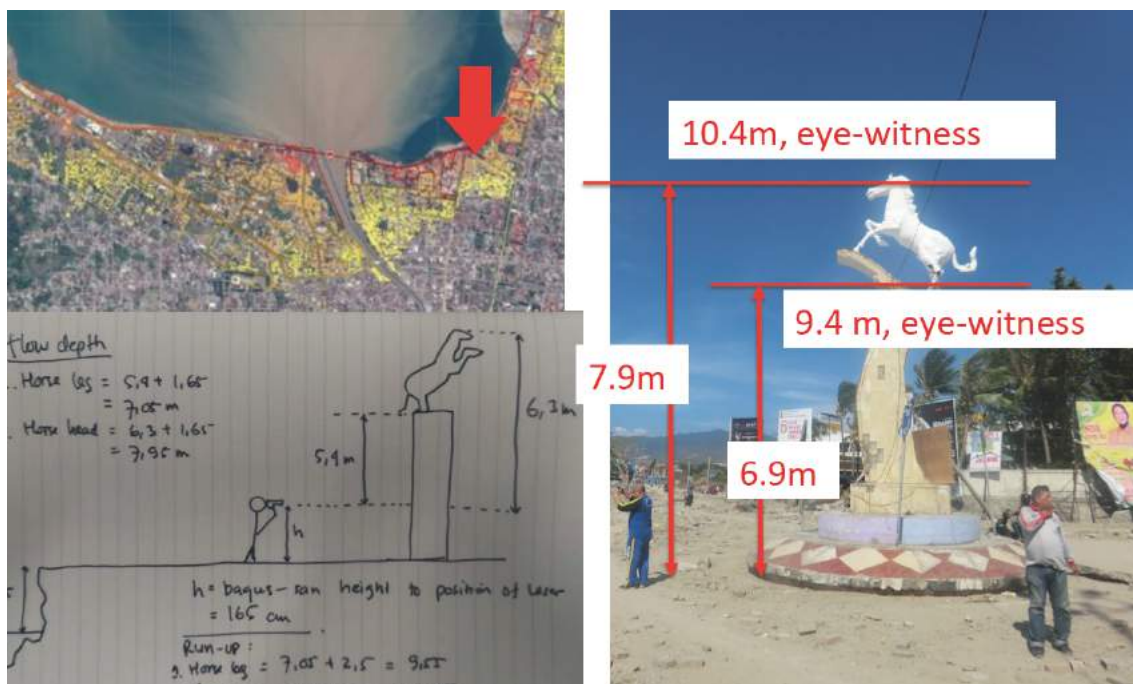 flow depth
. Horse leg = 5,4 + 1,65
= 7,05 m
. Horse head = 6,3 + 1,65
= 7,95 m
6,3 m
5,4 m
h
h = bagus-san height to position of laser
= 165 cm
Run-up:
Horse leg = 7,05 + 2,5 = 9,55
10.4m, eye-witness
9.4 m, eye-witness
7.9m
6.9m